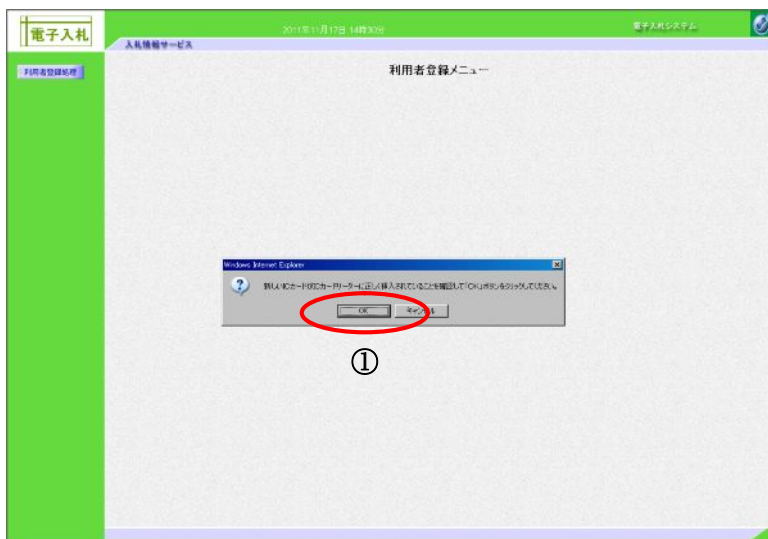 電子入札
2011年11月17日 14時30分
電子入札システム
入札情報サービス
利用者登録処理
利用者登録メニュー
Windows Internet Explorer
新しいICカードがICカードリーダーに正しく挿入されていることを確認して「OK」ボタンをクリックしてください。
OK
キャンセル
①